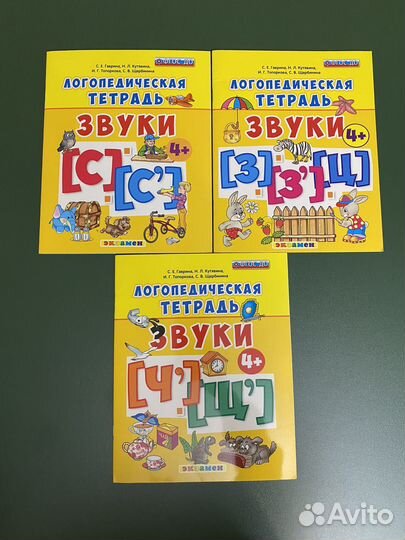 С. Е. Гаврина, Н. Л. Кутявина,
И. Г. Топоркова, С. В. Щербинина
ЛОГОПЕДИЧЕСКАЯ
ТЕТРАДЬ
ЗВУКИ
4+
[С]
[С’]
ЭКЗАМЕН
С. Е. Гаврина, Н. Л. Кутявина,
И. Г. Топоркова, С. В. Щербинина
ЛОГОПЕДИЧЕСКАЯ
ТЕТРАДЬ
ЗВУКИ
4+
[З]
[З’]
[Ц]
ЭКЗАМЕН
С. Е. Гаврина, Н. Л. Кутявина,
И. Г. Топоркова, С. В. Щербинина
ЛОГОПЕДИЧЕСКАЯ
ТЕТРАДЬ
ЗВУКИ
4+
[Ч’]
[Щ’]
ЭКЗАМЕН
Avito